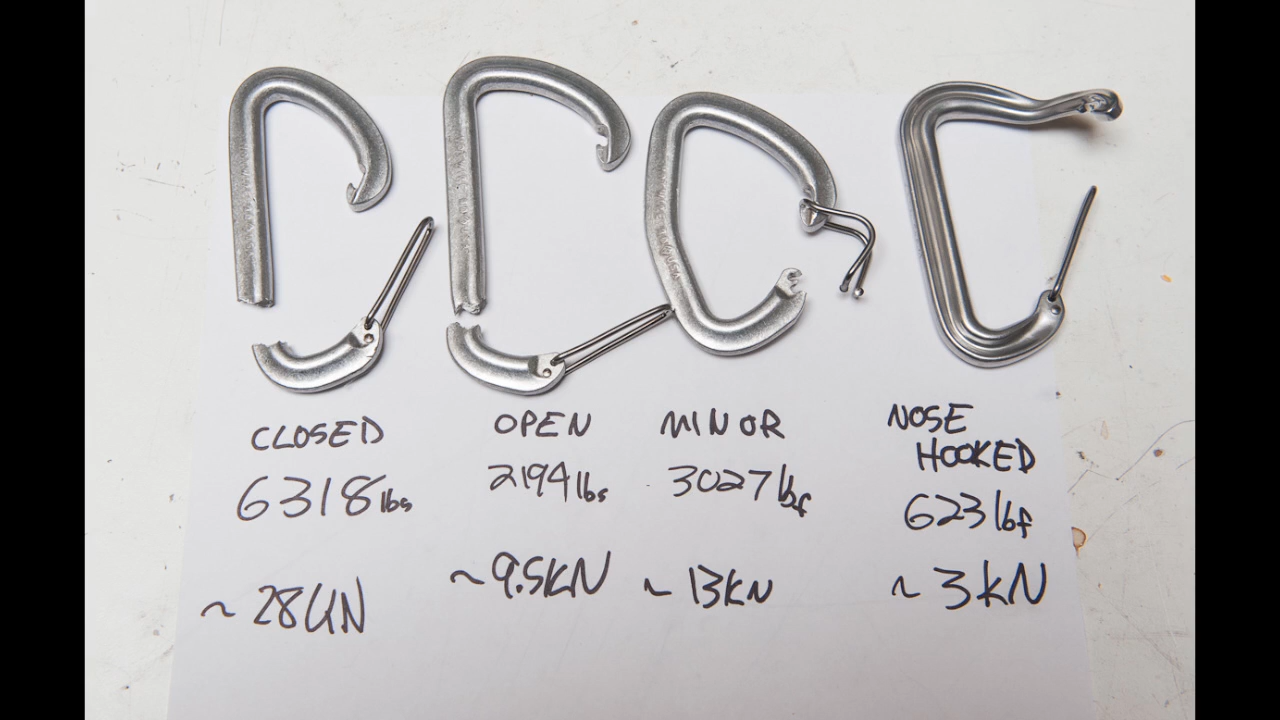 CLOSED
6318 lbs
~28kN
OPEN
2194 lbs
~9.5kN
MINOR
3027 lbf
~13kN
NOSE
HOOKED
623 lbf
~3kN